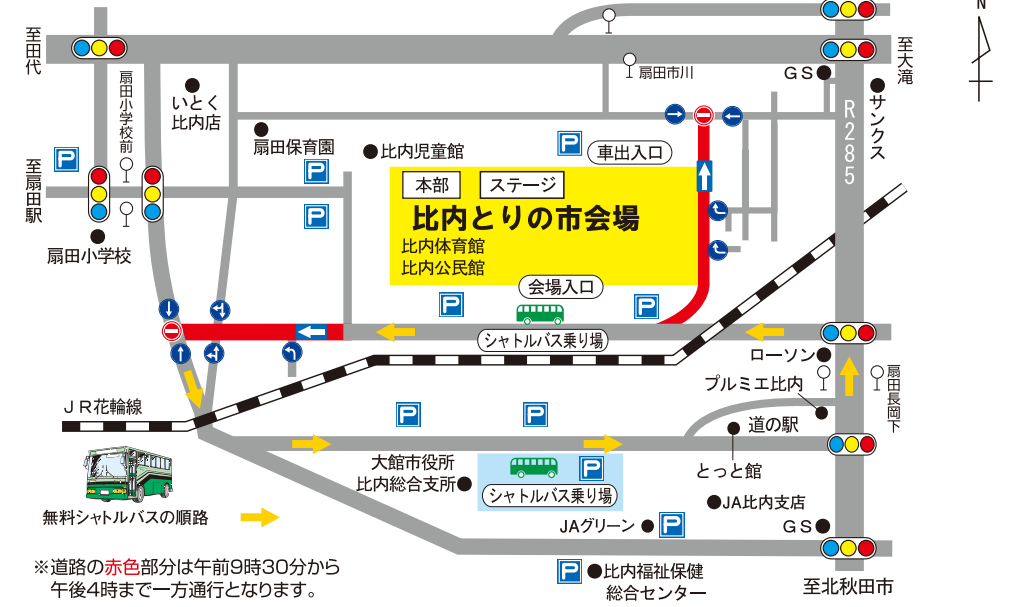 N
至田代
至大滝
扇田市川
GS
サンクス
R285
扇田小学校前
いとく
比内店
扇田保育園
比内児童館
P
車出入口
P
P
P
至扇田駅
扇田小学校
本部
ステージ
比内とりの市会場
比内体育館
比内公民館
会場入口
P
P
シャトルバス乗り場
ローソン
プルミエ比内
扇田長岡下
JR花輪線
P
P
道の駅
とっと館
大館市役所
比内総合支所
P
シャトルバス乗り場
JA比内支店
無料シャトルバスの順路
JAグリーン
P
GS
※道路の赤色部分は午前9時30分から
午後4時まで一方通行となります。
P
比内福祉保健
総合センター
至北秋田市